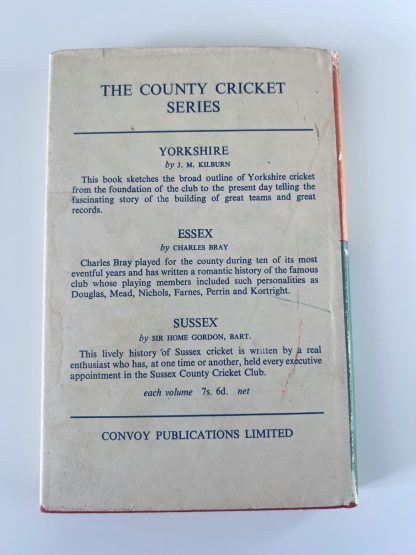 THE COUNTY CRICKET
SERIES
YORKSHIRE
by J. M. KILBURN
This book sketches the broad outline of Yorkshire cricket
from the foundation of the club to the present day telling the
fascinating story of the building of great teams and great
records.
ESSEX
by CHARLES BRAY
Charles Bray played for the county during ten of its most
eventful years and has written a romantic history of the famous
club whose playing members included such personalities as
Douglas, Mead, Nichols, Farnes, Perrin and Kortright.
SUSSEX
by SIR HOME GORDON, BART.
This lively history of Sussex cricket is written by a real
enthusiast who has, at one time or another, held every executive
appointment in the Sussex County Cricket Club.
each volume 7s. 6d. net
CONVOY PUBLICATIONS LIMITED